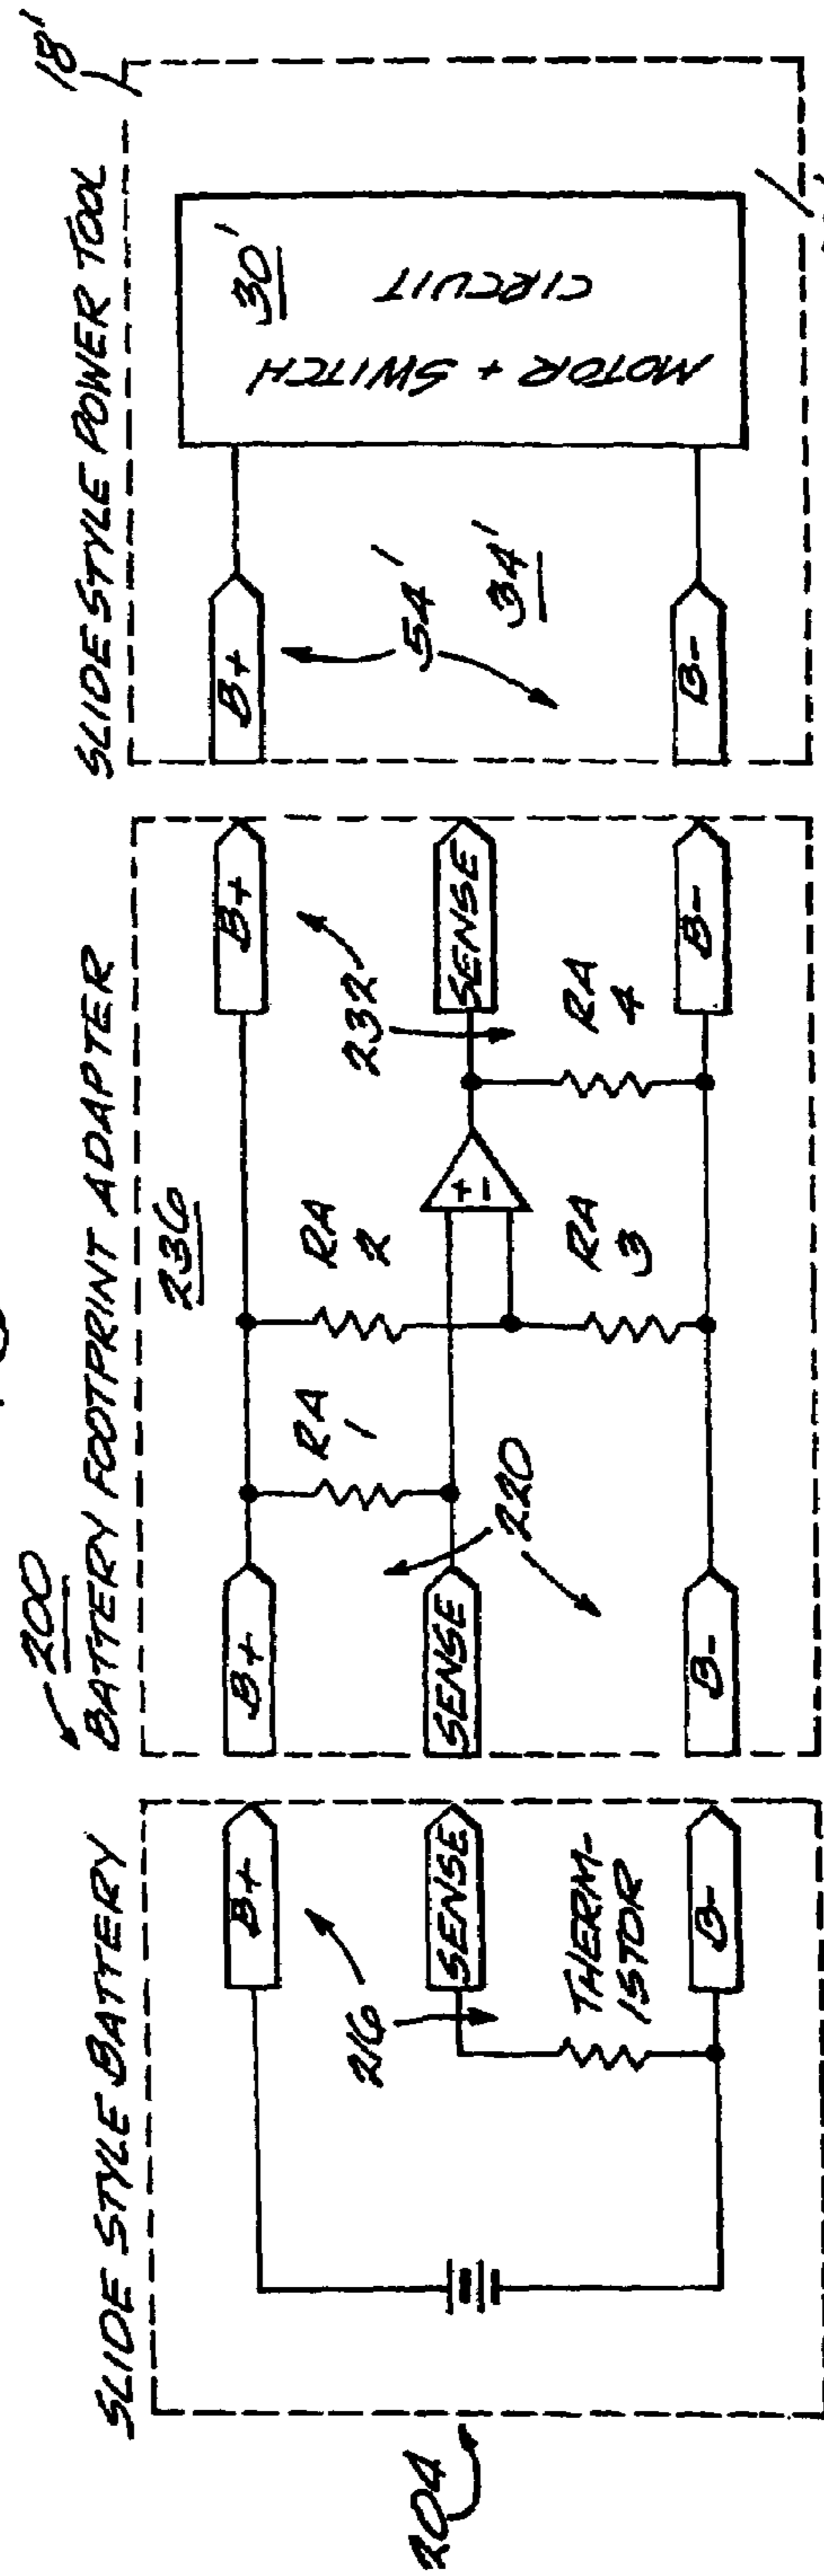 200
SLIDE STYLE BATTERY
B+
SENSE
B-
216
THERM-
ISTOR
204
BATTERY FOOTPRINT ADAPTER
236
B+
SENSE
B-
220
RA
1
RA
2
RA
3
RA
4
+
-
232
B+
SENSE
B-
SLIDE STYLE POWER TOOL
18'
B+
B-
54'
34'
30'
MOTOR + SWITCH
CIRCUIT